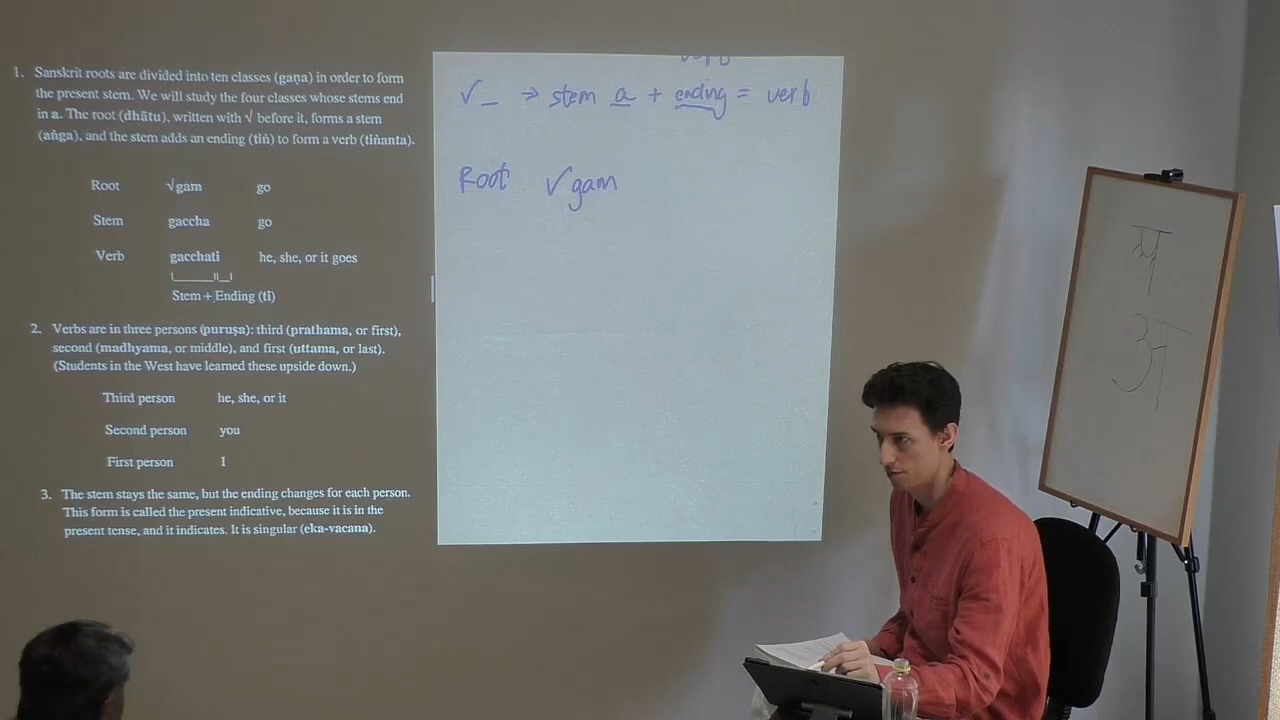 1. Sanskrit roots are divided into ten classes (gaṇa) in order to form
the present stem. We will study the four classes whose stems end
in a. The root (dhātu), written with √ before it, forms a stem
(aṅga), and the stem adds an ending (tiṅ) to form a verb (tiṅanta).
Root √gam go
Stem gaccha go
Verb gacchati he, she, or it goes
Stem + Ending (ti)
2. Verbs are in three persons (puruṣa): third (prathama, or first),
second (madhyama, or middle), and first (uttama, or last).
(Students in the West have learned these upside down.)
Third person he, she, or it
Second person you
First person I
3. The stem stays the same, but the ending changes for each person.
This form is called the present indicative, because it is in the
present tense, and it indicates. It is singular (eka-vacana).
√_ → stem a + ending = verb
Root √gam
अ